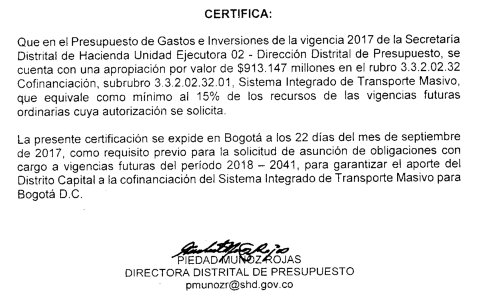 CERTIFICA:
Que en el Presupuesto de Gastos e Inversiones de la vigencia 2017 de la Secretaría
Distrital de Hacienda Unidad Ejecutora 02 - Dirección Distrital de Presupuesto, se
cuenta con una apropiación por valor de $913.147 millones en el rubro 3.3.2.02.32
Cofinanciación, subrubro 3.3.2.02.32.01, Sistema Integrado de Transporte Masivo,
que equivale como mínimo al 15% de los recursos de las vigencias futuras
ordinarias cuya autorización se solicita.
La presente certificación se expide en Bogotá a los 22 días del mes de septiembre
de 2017, como requisito previo para la solicitud de asunción de obligaciones con
cargo a vigencias futuras del período 2018 – 2041, para garantizar el aporte del
Distrito Capital a la cofinanciación del Sistema Integrado de Transporte Masivo para
Bogotá D.C.
PIEDAD MUÑOZ ROJAS
DIRECTORA DISTRITAL DE PRESUPUESTO
pmunozr@shd.gov.co